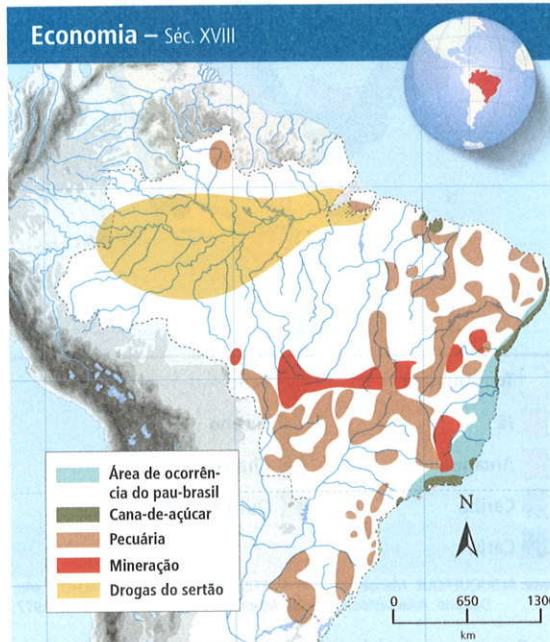 Economia – Séc. XVIII
Área de ocorrên-
cia do pau-brasil
Cana-de-açúcar
Pecuária
Mineração
Drogas do sertão
N
0 650 1300
km